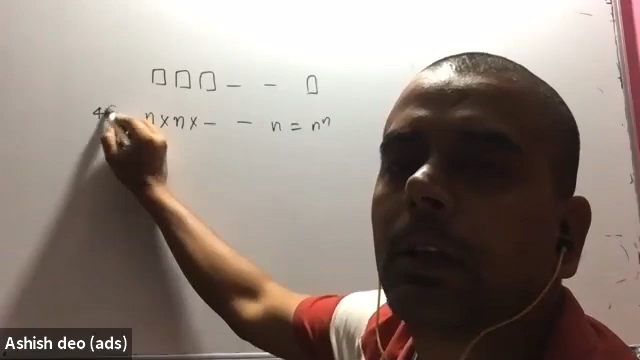 ▯ ▯ ▯ - - ▯
n x n x - - n = nⁿ
Ashish deo (ads)